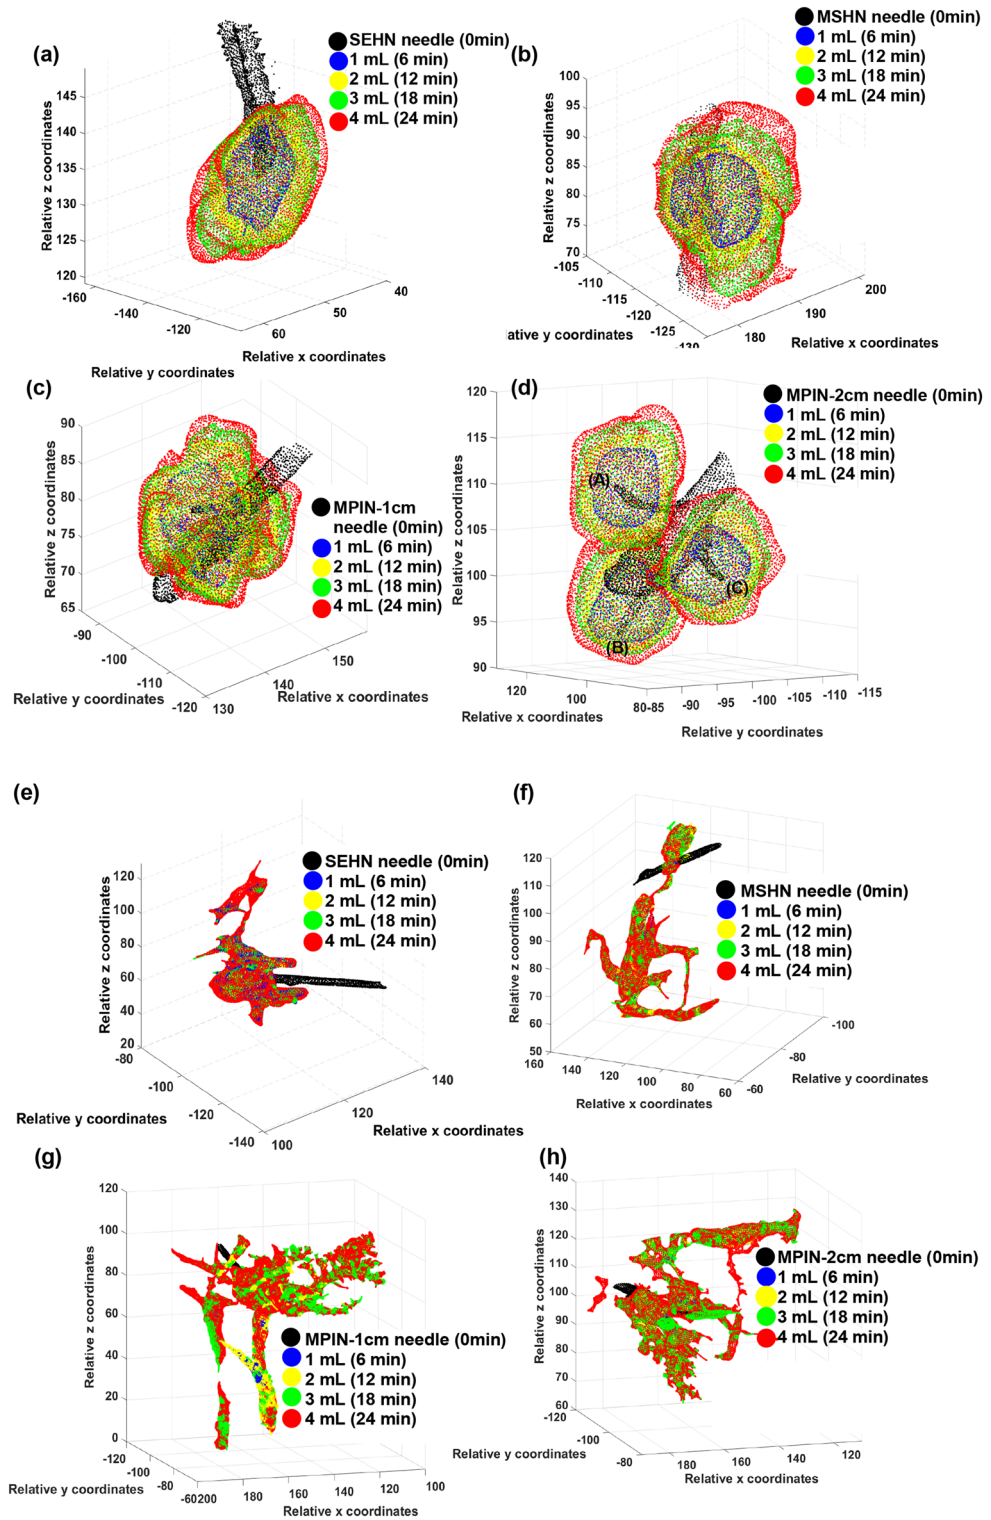 (a)
SEHN needle (0min)
1 mL (6 min)
2 mL (12 min)
3 mL (18 min)
4 mL (24 min)
145
140
135
130
125
120
Relative z coordinates
-160
-140
-120
60
50
40
Relative x coordinates
Relative y coordinates
(b)
MSHN needle (0min)
1 mL (6 min)
2 mL (12 min)
3 mL (18 min)
4 mL (24 min)
100
95
90
85
80
75
70
Relative z coordinates
-105
-110
-115
-120
-125
-130
180
190
200
ative y coordinates
Relative x coordinates
(c)
MPIN-1cm
needle (0min)
1 mL (6 min)
2 mL (12 min)
3 mL (18 min)
4 mL (24 min)
90
85
80
75
70
65
Relative z coordinates
-90
-100
-110
-120
130
140
150
Relative y coordinates
Relative x coordinates
(d)
MPIN-2cm needle (0min)
1 mL (6 min)
2 mL (12 min)
3 mL (18 min)
4 mL (24 min)
(A)
(B)
(C)
120
115
110
105
100
95
90
Relative z coordinates
120
100
80
-85
-90
-95
-100
-105
-110
-115
Relative x coordinates
Relative y coordinates
(e)
SEHN needle (0min)
1 mL (6 min)
2 mL (12 min)
3 mL (18 min)
4 mL (24 min)
120
100
80
60
40
20
Relative z coordinates
-80
-100
-120
-140
100
120
140
Relative y coordinates
Relative x coordinates
(f)
MSHN needle (0min)
1 mL (6 min)
2 mL (12 min)
3 mL (18 min)
4 mL (24 min)
120
110
100
90
80
70
60
50
Relative z coordinates
160
140
120
100
80
60
-60
-80
-100
Relative y coordinates
Relative x coordinates
(g)
MPIN-1cm needle (0min)
1 mL (6 min)
2 mL (12 min)
3 mL (18 min)
4 mL (24 min)
120
100
80
60
40
20
0
Relative z coordinates
-120
-100
-80
-60
200
180
160
140
120
100
Relative y coordinates
Relative x coordinates
(h)
MPIN-2cm needle (0min)
1 mL (6 min)
2 mL (12 min)
3 mL (18 min)
4 mL (24 min)
140
130
120
110
100
90
80
70
60
Relative z coordinates
-120
-100
-80
180
160
140
120
Relative y coordinates
Relative x coordinates